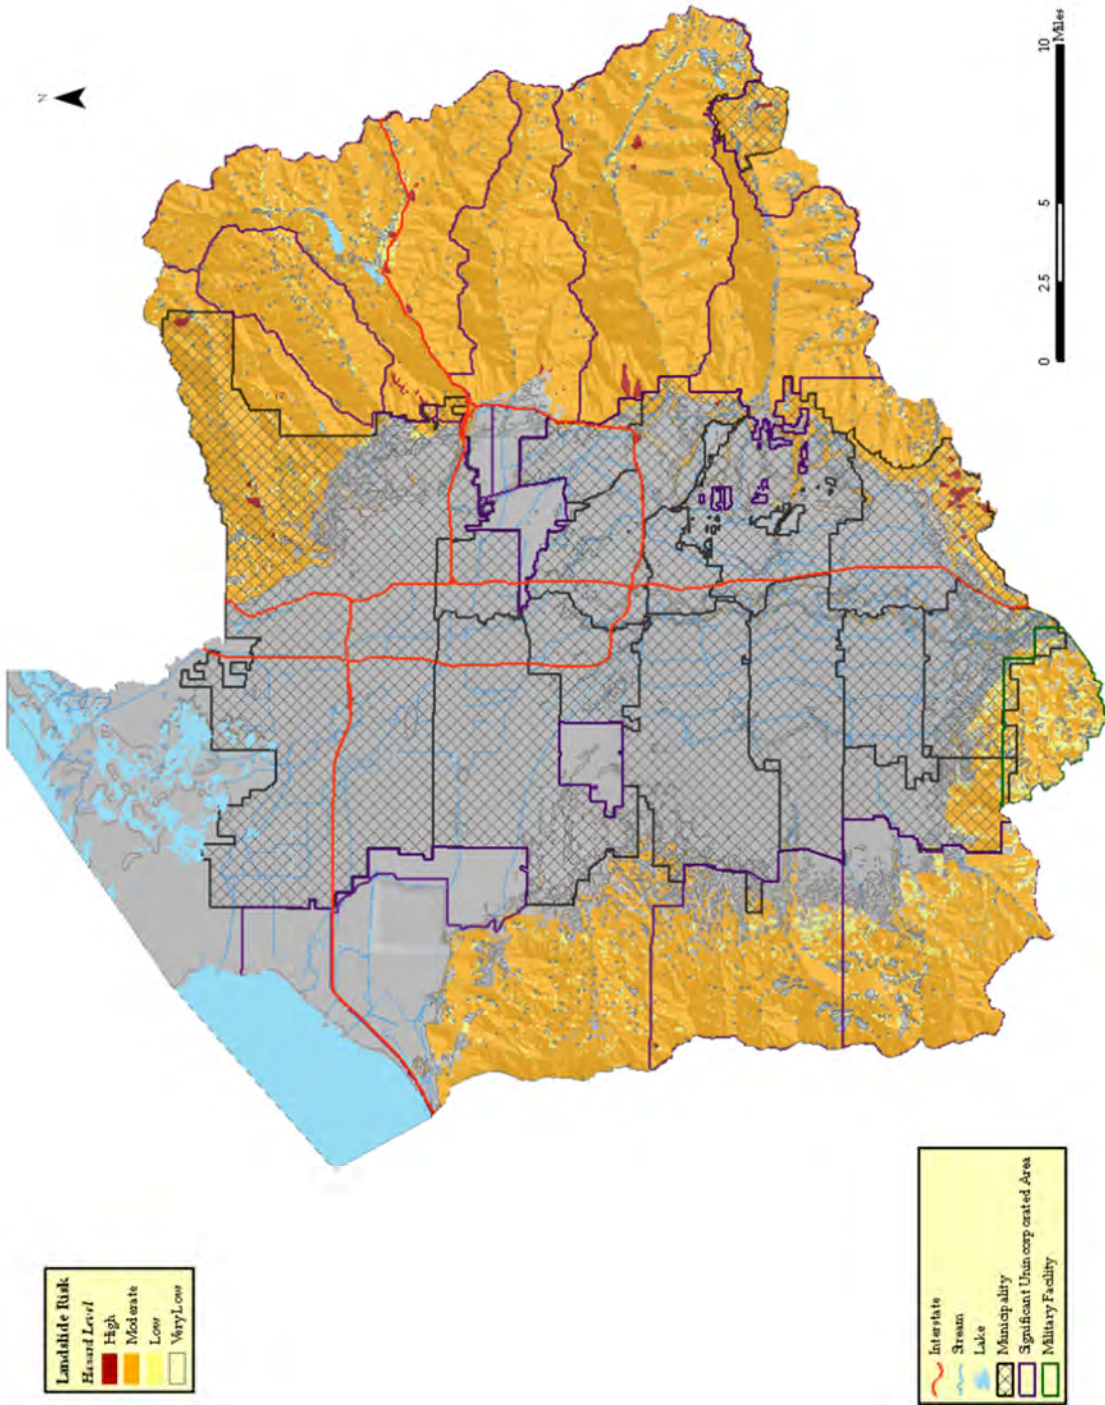 N
0
2.5
5
10
Miles
Landslide Risk
Hazard Level
High
Moderate
Low
Very Low
Interstate
Stream
Lake
Municipality
Significant Unincorporated Area
Military Facility